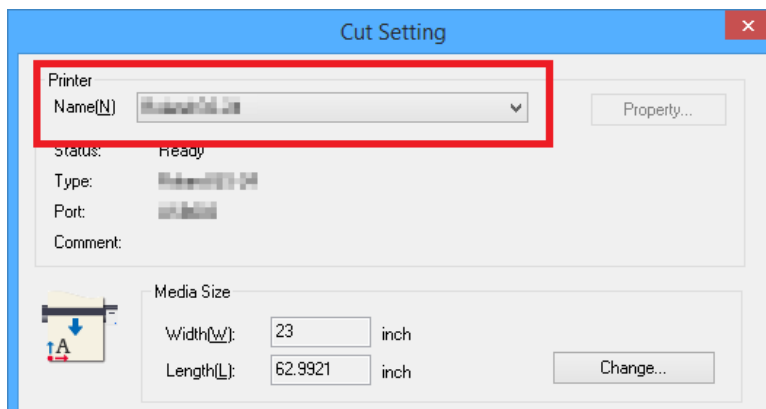 Cut Setting
Printer
Name(N)
Property...
Status: Ready
Type:
Port:
Comment:
Media Size
Width(W): 23 inch
Length(L): 62.9921 inch
Change...
A